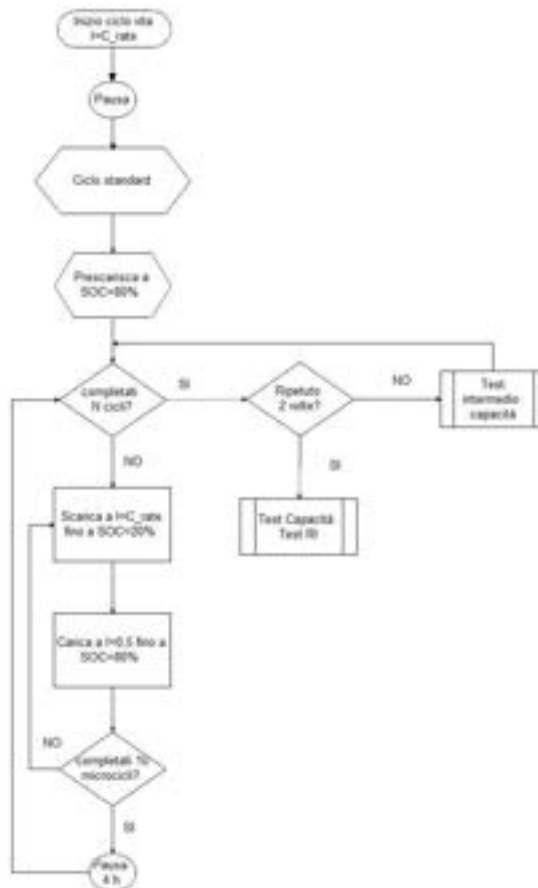 Inizio ciclo vita
I=C_rate
Pausa
Ciclo standard
Prescarica a
SOC=80%
completati
N cicli?
SI
Ripetuto
2 volte?
NO
Test
intermedio
capacità
NO
SI
Scarica a I=C_rate
fino a SOC=20%
Test Capacità
Test RI
Carica a I=0.5 fino a
SOC=80%
NO
completati 10
microcicli?
SI
Pausa
4 h